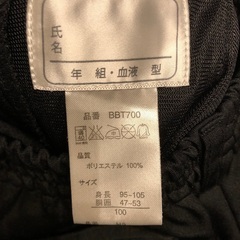 氏
名
年 組・血液 型
品番 BBT700
品質
ポリエステル 100%
サイズ
身長 95-105
胴囲 47-53
100